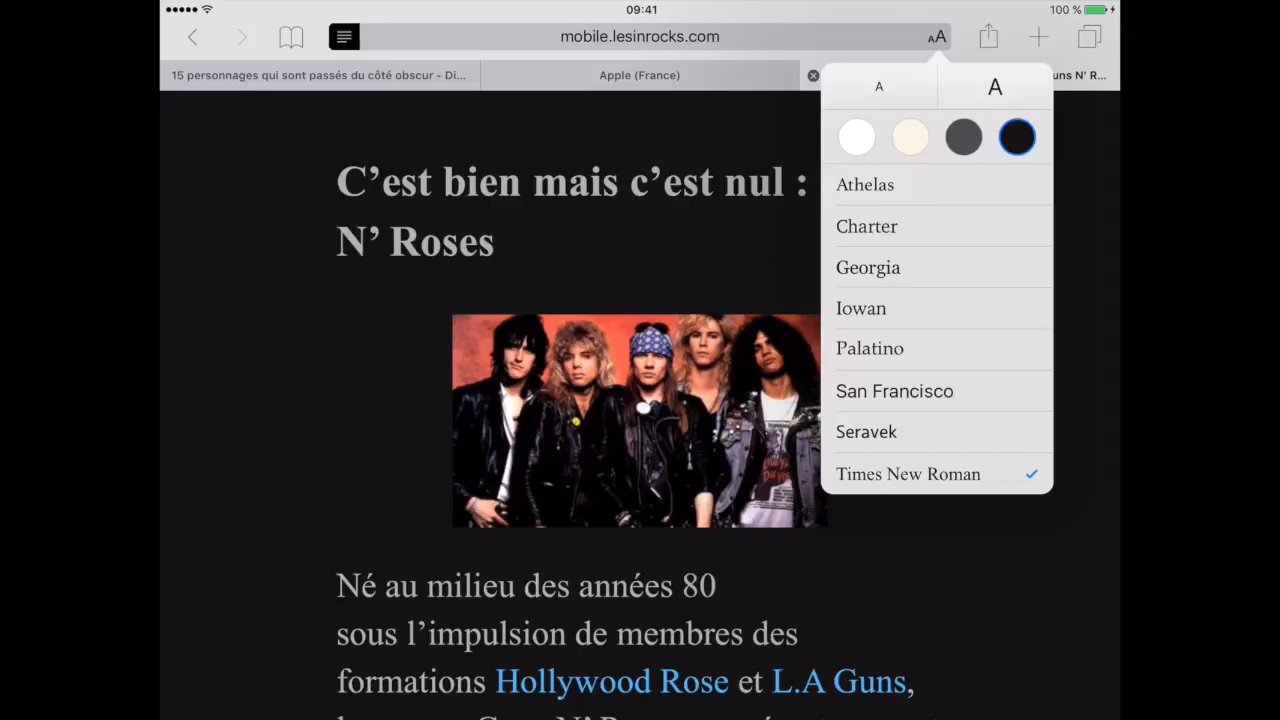 09:41
100 %
mobile.lesinrocks.com
AA
15 personnages qui sont passés du côté obscur - Di...
Apple (France)
uns N' R...
A
A
C’est bien mais c’est nul :
N’ Roses
Athelas
Charter
Georgia
Iowan
Palatino
San Francisco
Seravek
Times New Roman
Né au milieu des années 80
sous l’impulsion de membres des
formations Hollywood Rose et L.A Guns,